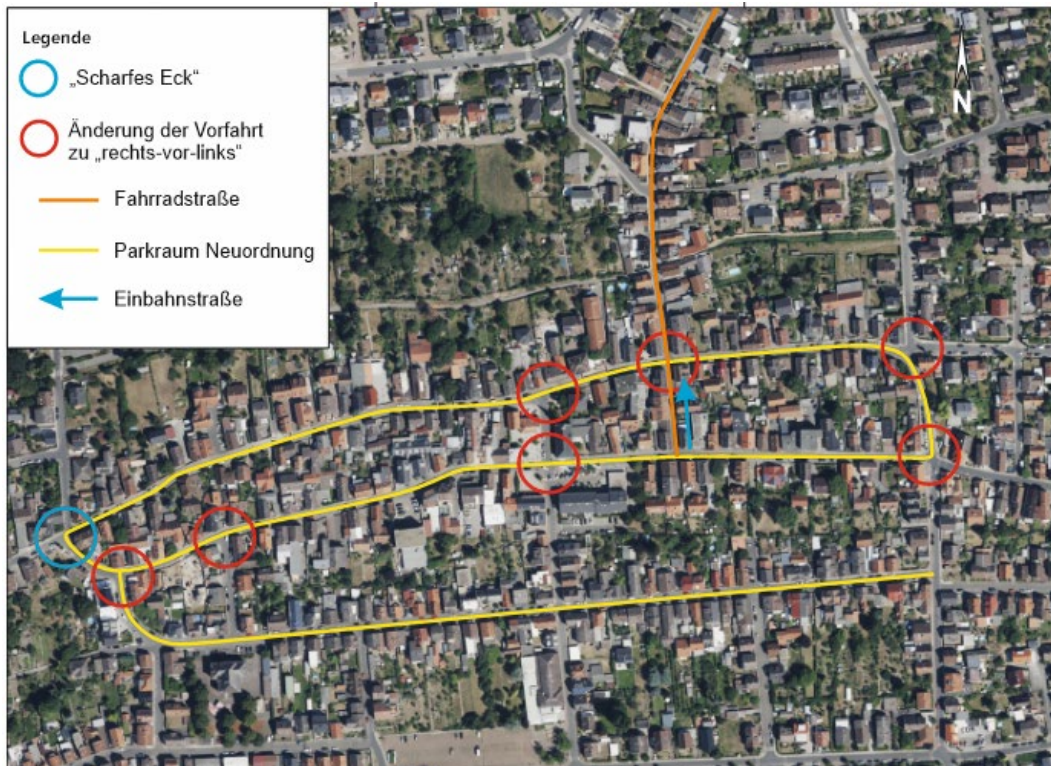 Legende
„Scharfes Eck“
Änderung der Vorfahrt
zu „rechts-vor-links“
Fahrradstraße
Parkraum Neuordnung
Einbahnstraße
N